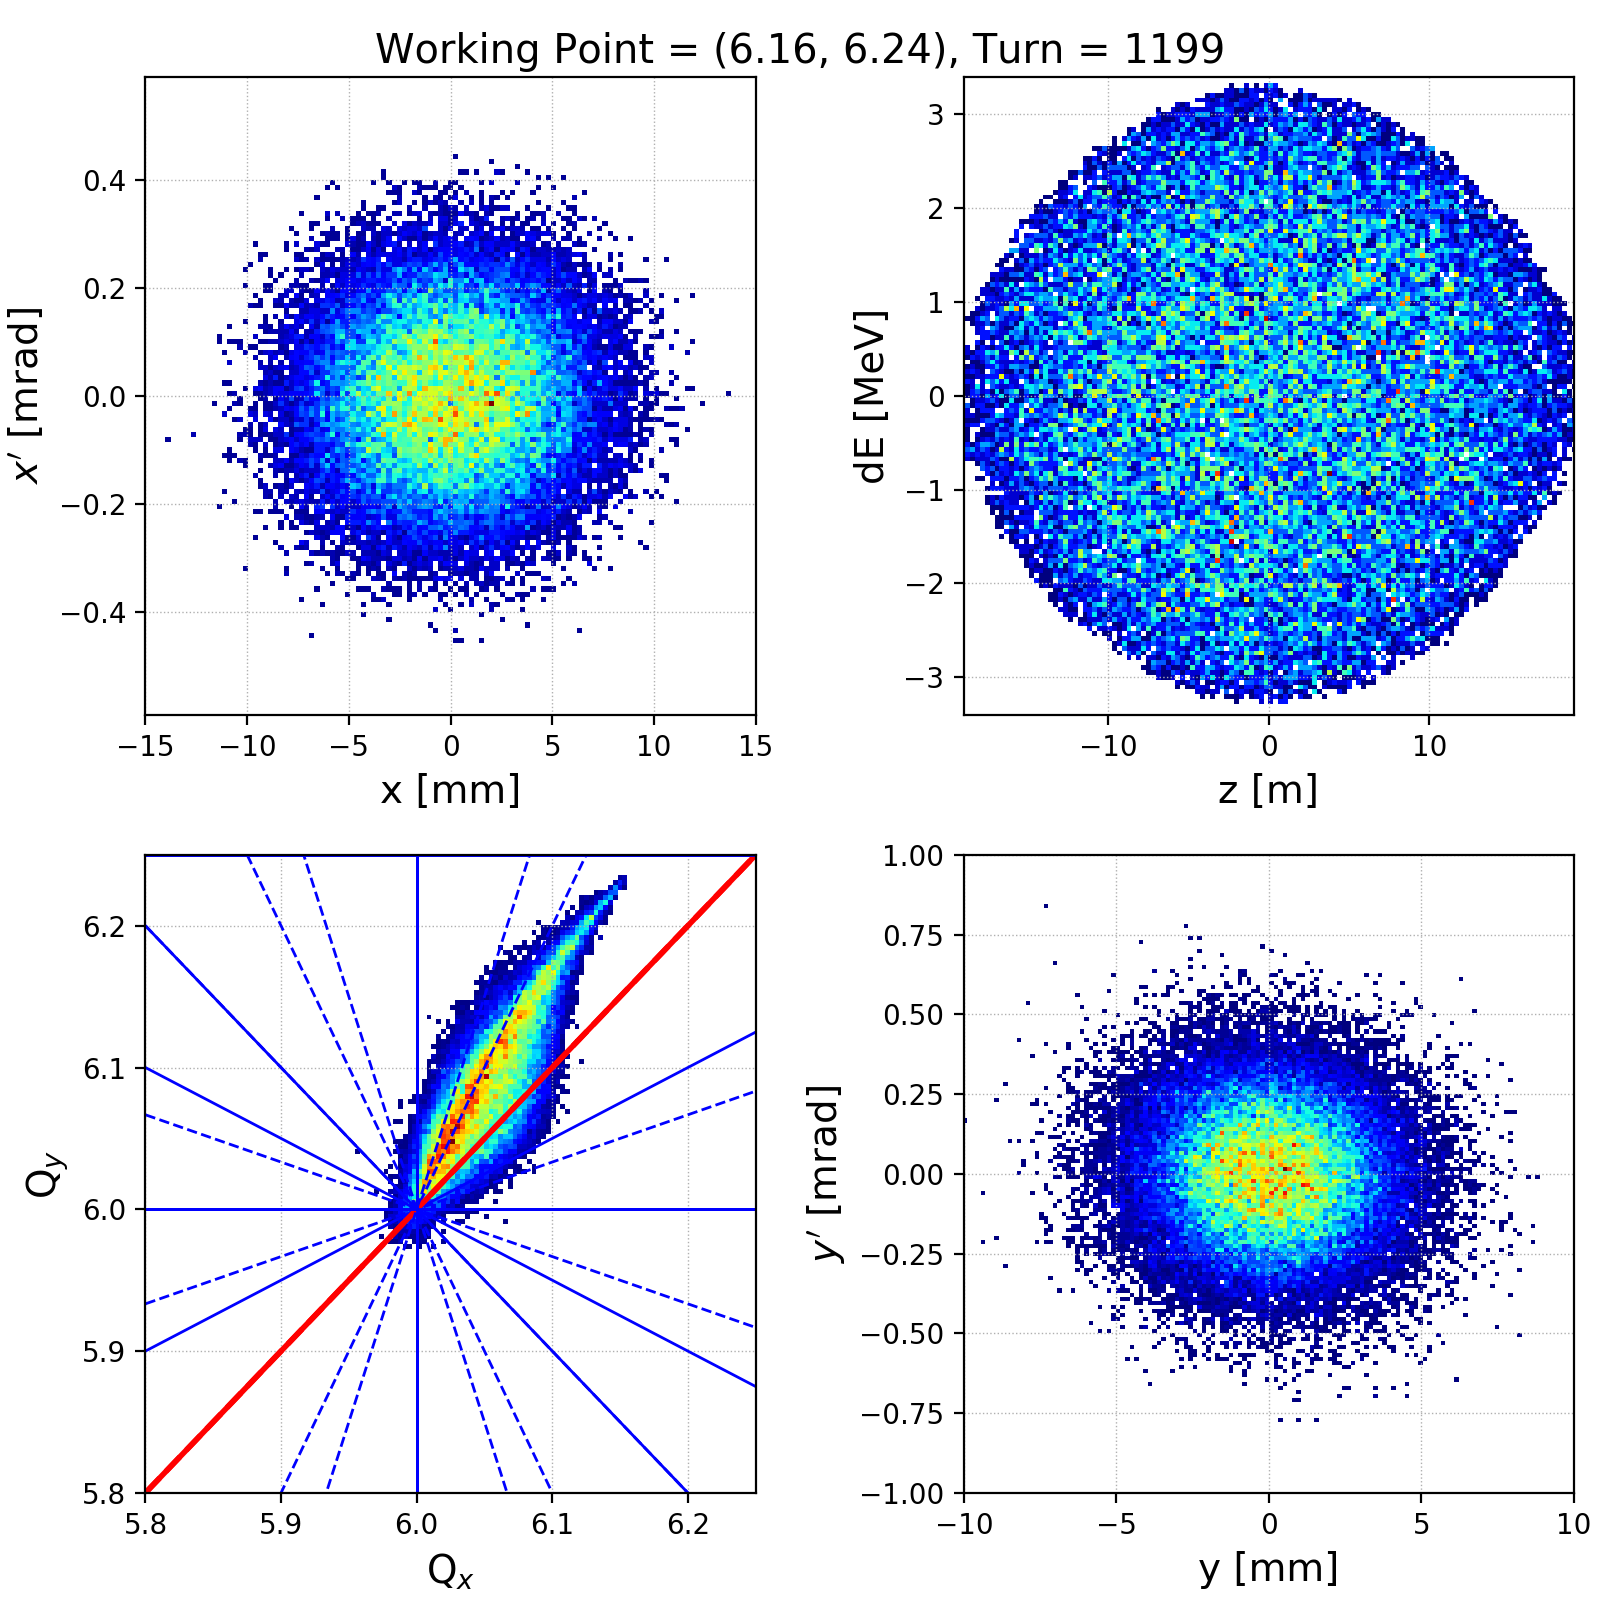 Working Point = (6.16, 6.24), Turn = 1199
0.4
0.2
0.0
−0.2
−0.4
x′ [mrad]
−15 −10 −5 0 5 10 15
x [mm]
3
2
1
0
−1
−2
−3
dE [MeV]
−10 0 10
z [m]
6.2
6.1
6.0
5.9
5.8
Qy
5.8 5.9 6.0 6.1 6.2
Qx
1.00
0.75
0.50
0.25
0.00
−0.25
−0.50
−0.75
−1.00
y′ [mrad]
−10 −5 0 5 10
y [mm]